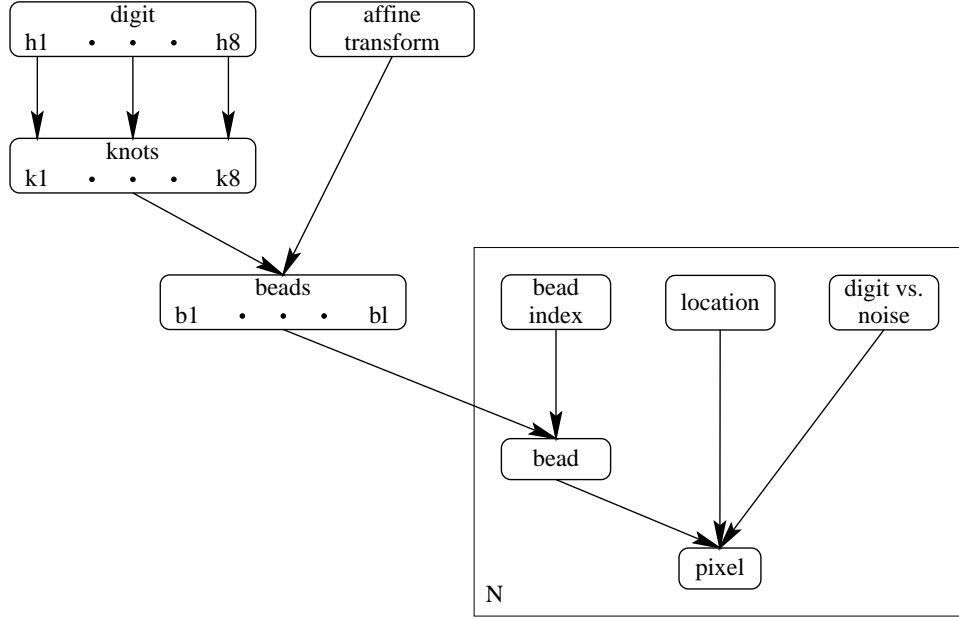 digit
h1 • • • h8
affine
transform
knots
k1 • • • k8
beads
b1 • • • bl
bead
index
location
digit vs.
noise
bead
pixel
N